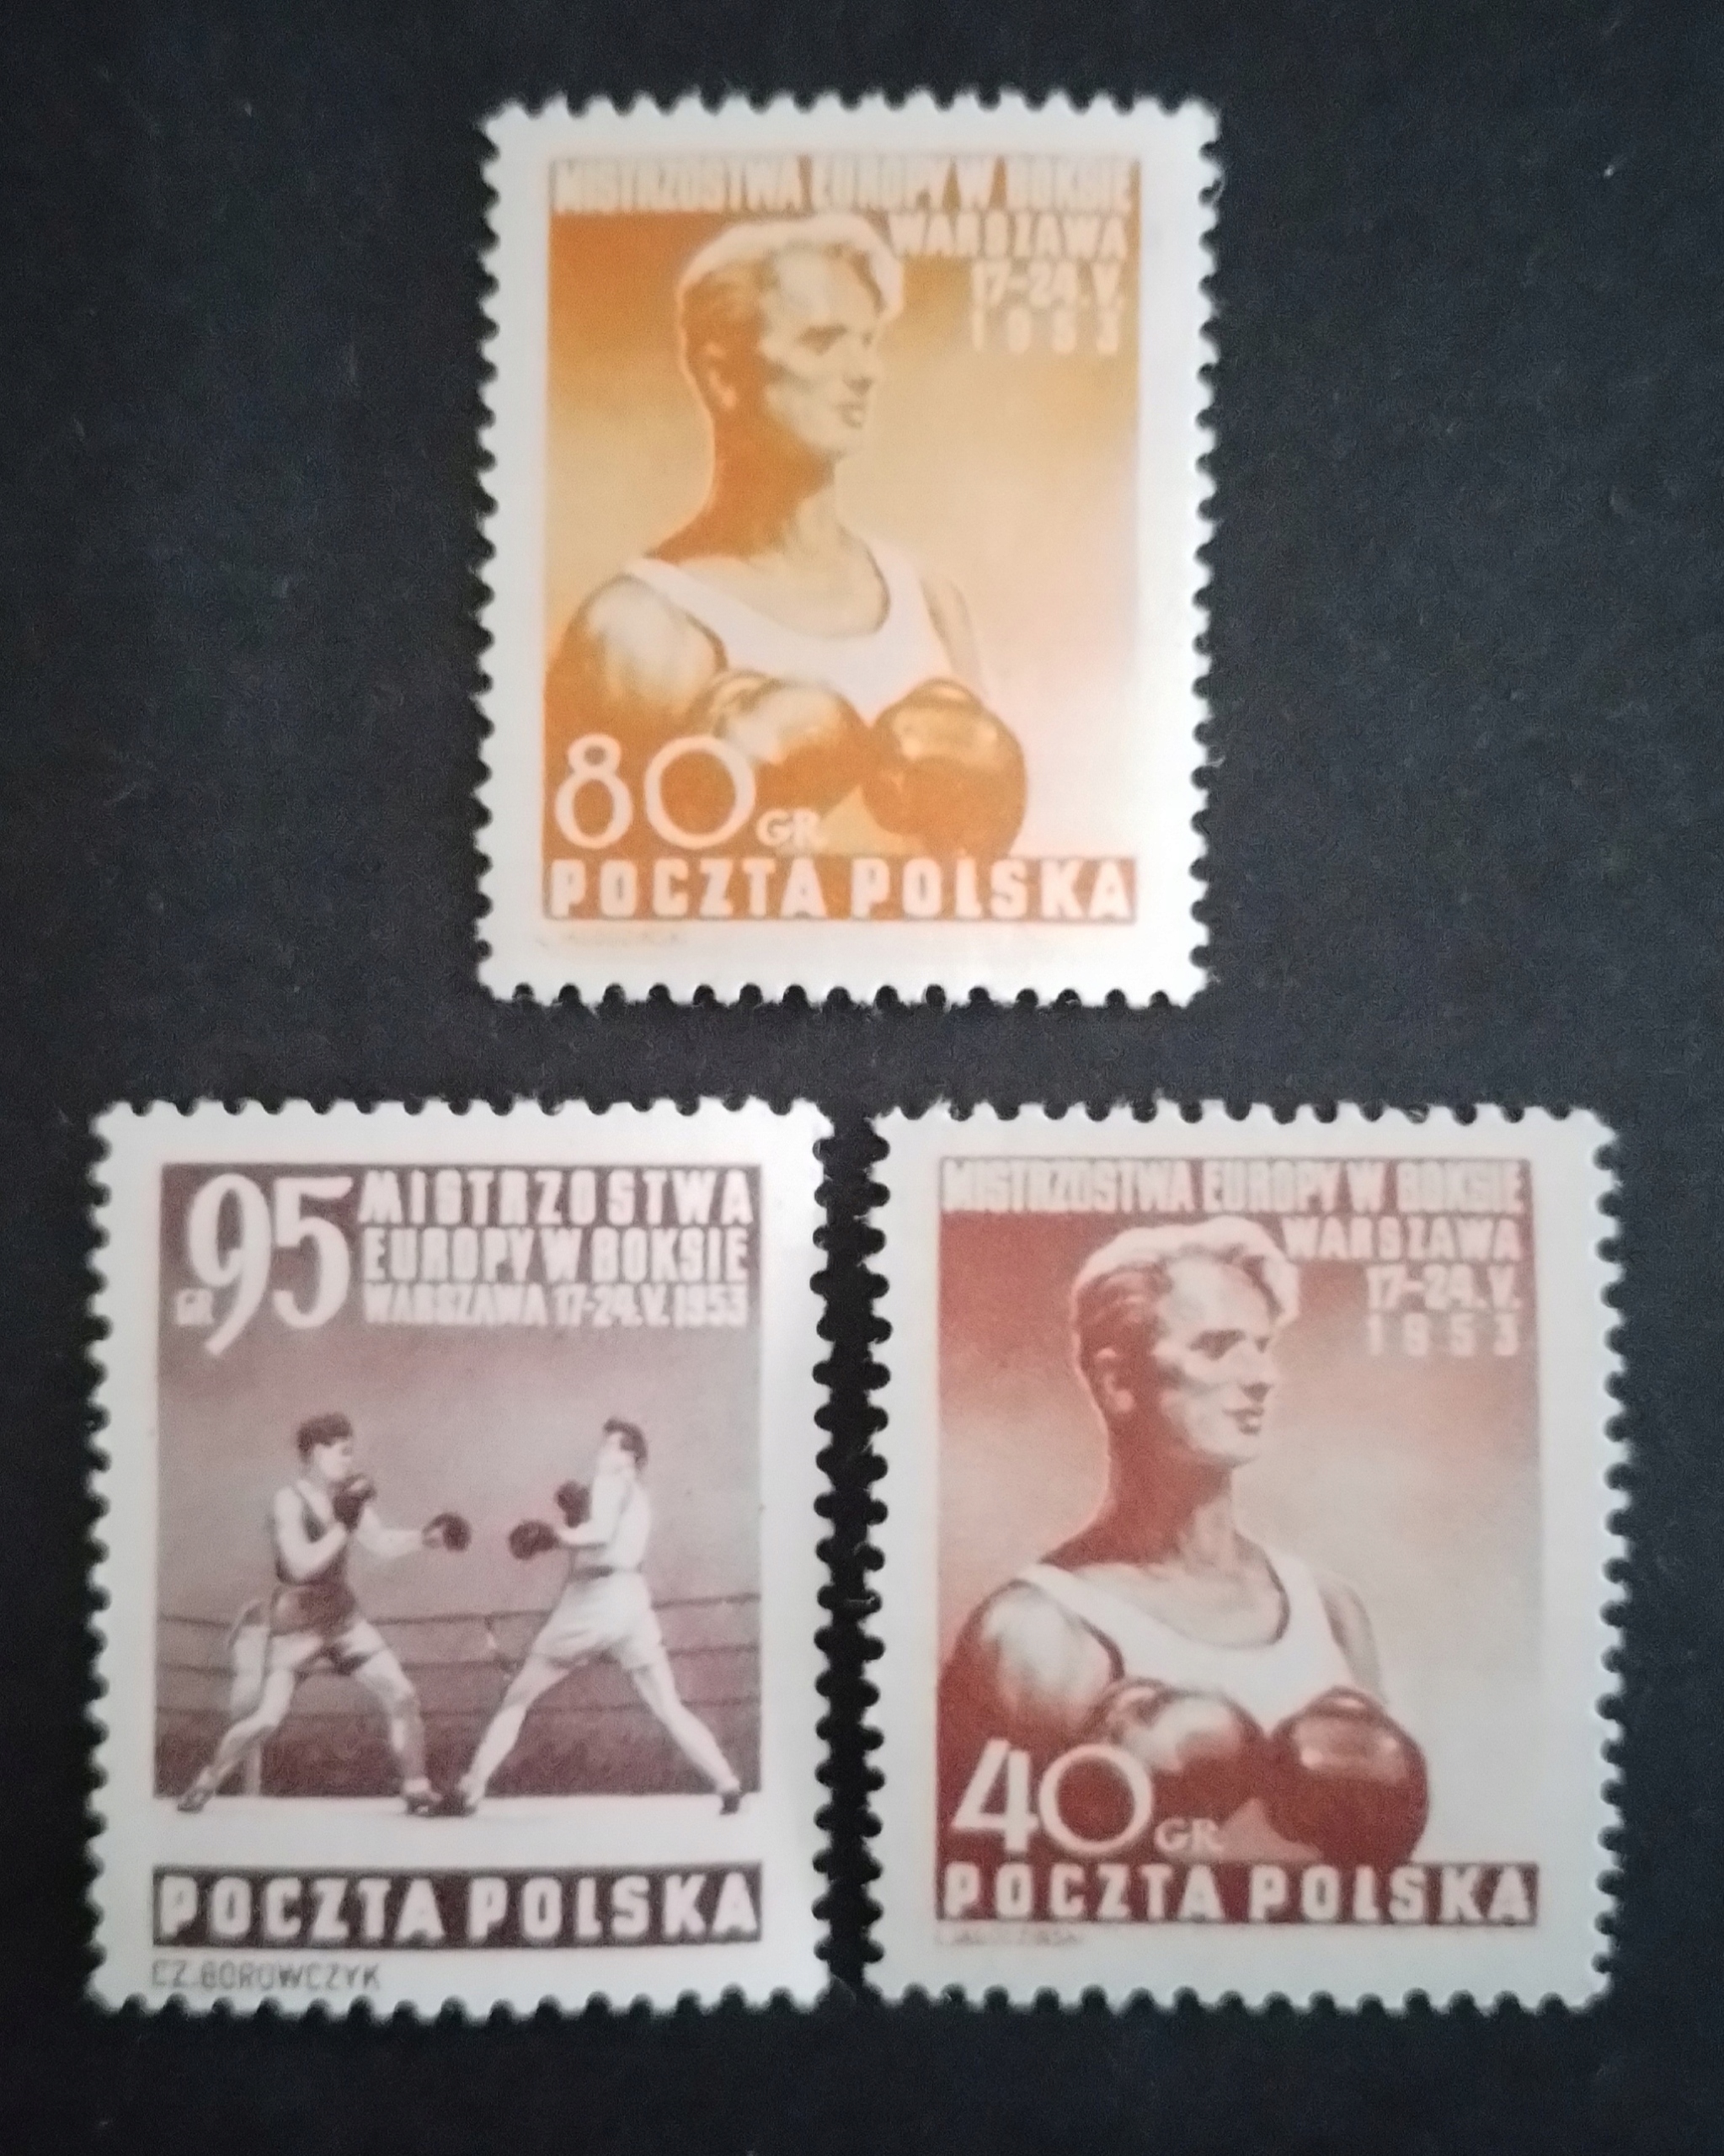 MISTRZOSTWA EUROPY W BOKSIE
WARSZAWA
17-24.V.
1953
80 GR.
POCZTA POLSKA
GR 95
MISTRZOSTWA
EUROPY W BOKSIE
WARSZAWA 17-24.V.1953
POCZTA POLSKA
CZ.BOROWCZYK
MISTRZOSTWA EUROPY W BOKSIE
WARSZAWA
17-24.V.
1953
40 GR.
POCZTA POLSKA